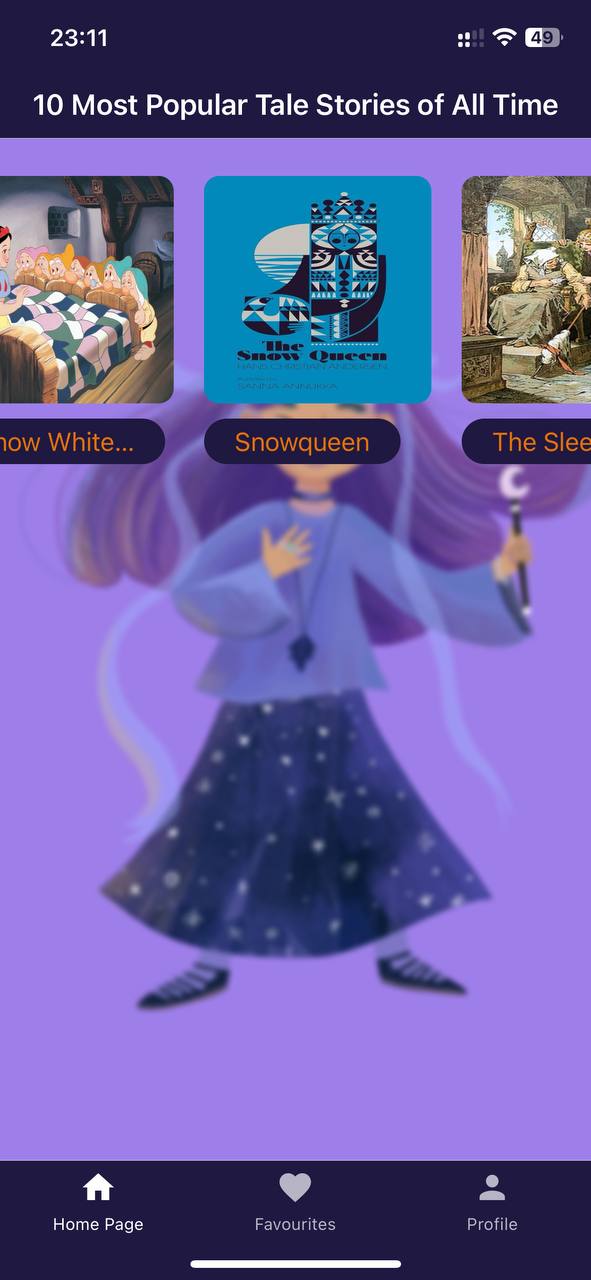 23:11
49
10 Most Popular Tale Stories of All Time
The
Snow Queen
HANS CHRISTIAN ANDERSEN
SANNA ANNUKKA
now White...
Snowqueen
The Slee
Home Page
Favourites
Profile